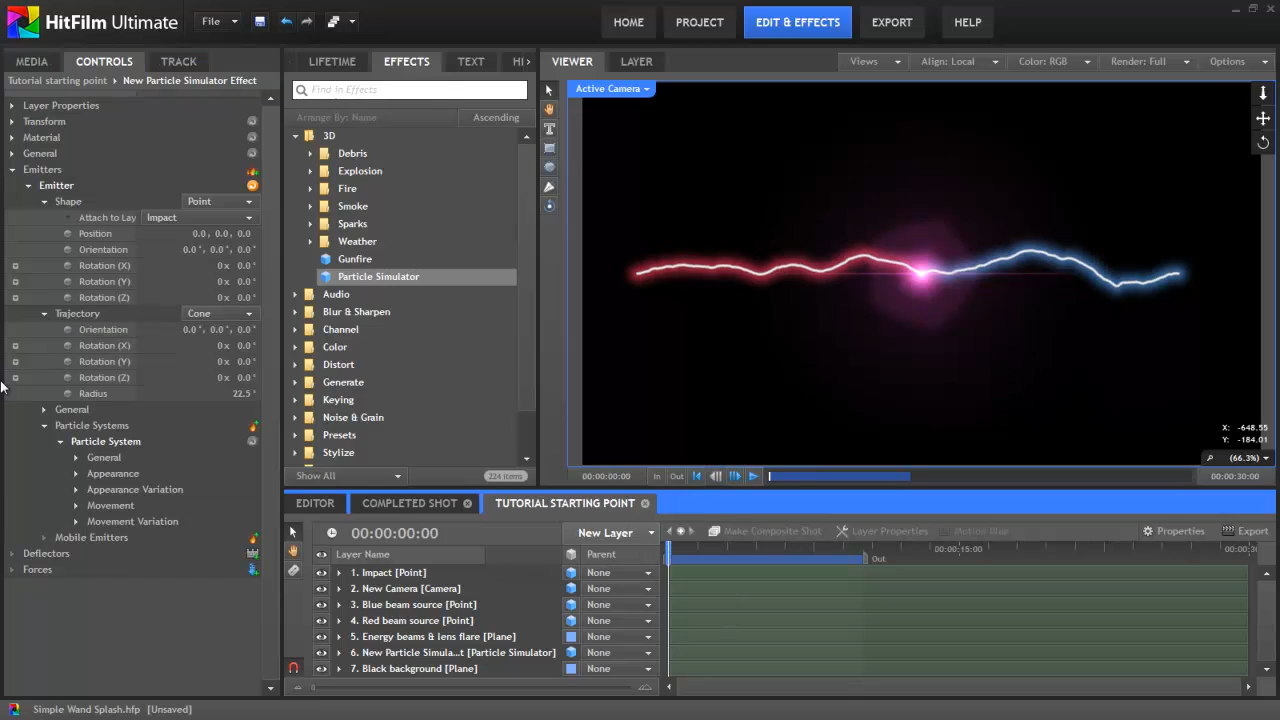 HitFilm Ultimate
File
HOME
PROJECT
EDIT & EFFECTS
EXPORT
HELP
MEDIA
CONTROLS
TRACK
Tutorial starting point
New Particle Simulator Effect
Layer Properties
Transform
Material
General
Emitters
Emitter
Shape
Point
Attach to Lay
Impact
Position
0.0, 0.0, 0.0
Orientation
0.0 °, 0.0 °, 0.0 °
Rotation (X)
0 x 0.0 °
Rotation (Y)
0 x 0.0 °
Rotation (Z)
0 x 0.0 °
Trajectory
Cone
Orientation
0.0 °, 0.0 °, 0.0 °
Rotation (X)
0 x 0.0 °
Rotation (Y)
0 x 0.0 °
Rotation (Z)
0 x 0.0 °
Radius
22.5 °
General
Particle Systems
Particle System
General
Appearance
Appearance Variation
Movement
Movement Variation
Mobile Emitters
Deflectors
Forces
LIFETIME
EFFECTS
TEXT
HI
Find in Effects
Arrange By: Name
Ascending
3D
Debris
Explosion
Fire
Smoke
Sparks
Weather
Gunfire
Particle Simulator
Audio
Blur & Sharpen
Channel
Color
Distort
Generate
Keying
Noise & Grain
Presets
Stylize
Show All
224 items
VIEWER
LAYER
Views
Align: Local
Color: RGB
Render: Full
Options
Active Camera
X: -648.55
Y: -184.01
(66.3%)
00:00:00:00
In
Out
00:00:30:00
EDITOR
COMPLETED SHOT
TUTORIAL STARTING POINT
00:00:00:00
New Layer
Make Composite Shot
Layer Properties
Motion Blur
Properties
Export
Layer Name
Parent
00:00:15:00
00:00:3
Out
1. Impact [Point]
None
2. New Camera [Camera]
None
3. Blue beam source [Point]
None
4. Red beam source [Point]
None
5. Energy beams & lens flare [Plane]
None
6. New Particle Simula...t [Particle Simulator]
None
7. Black background [Plane]
None
Simple Wand Splash.hfp
[Unsaved]